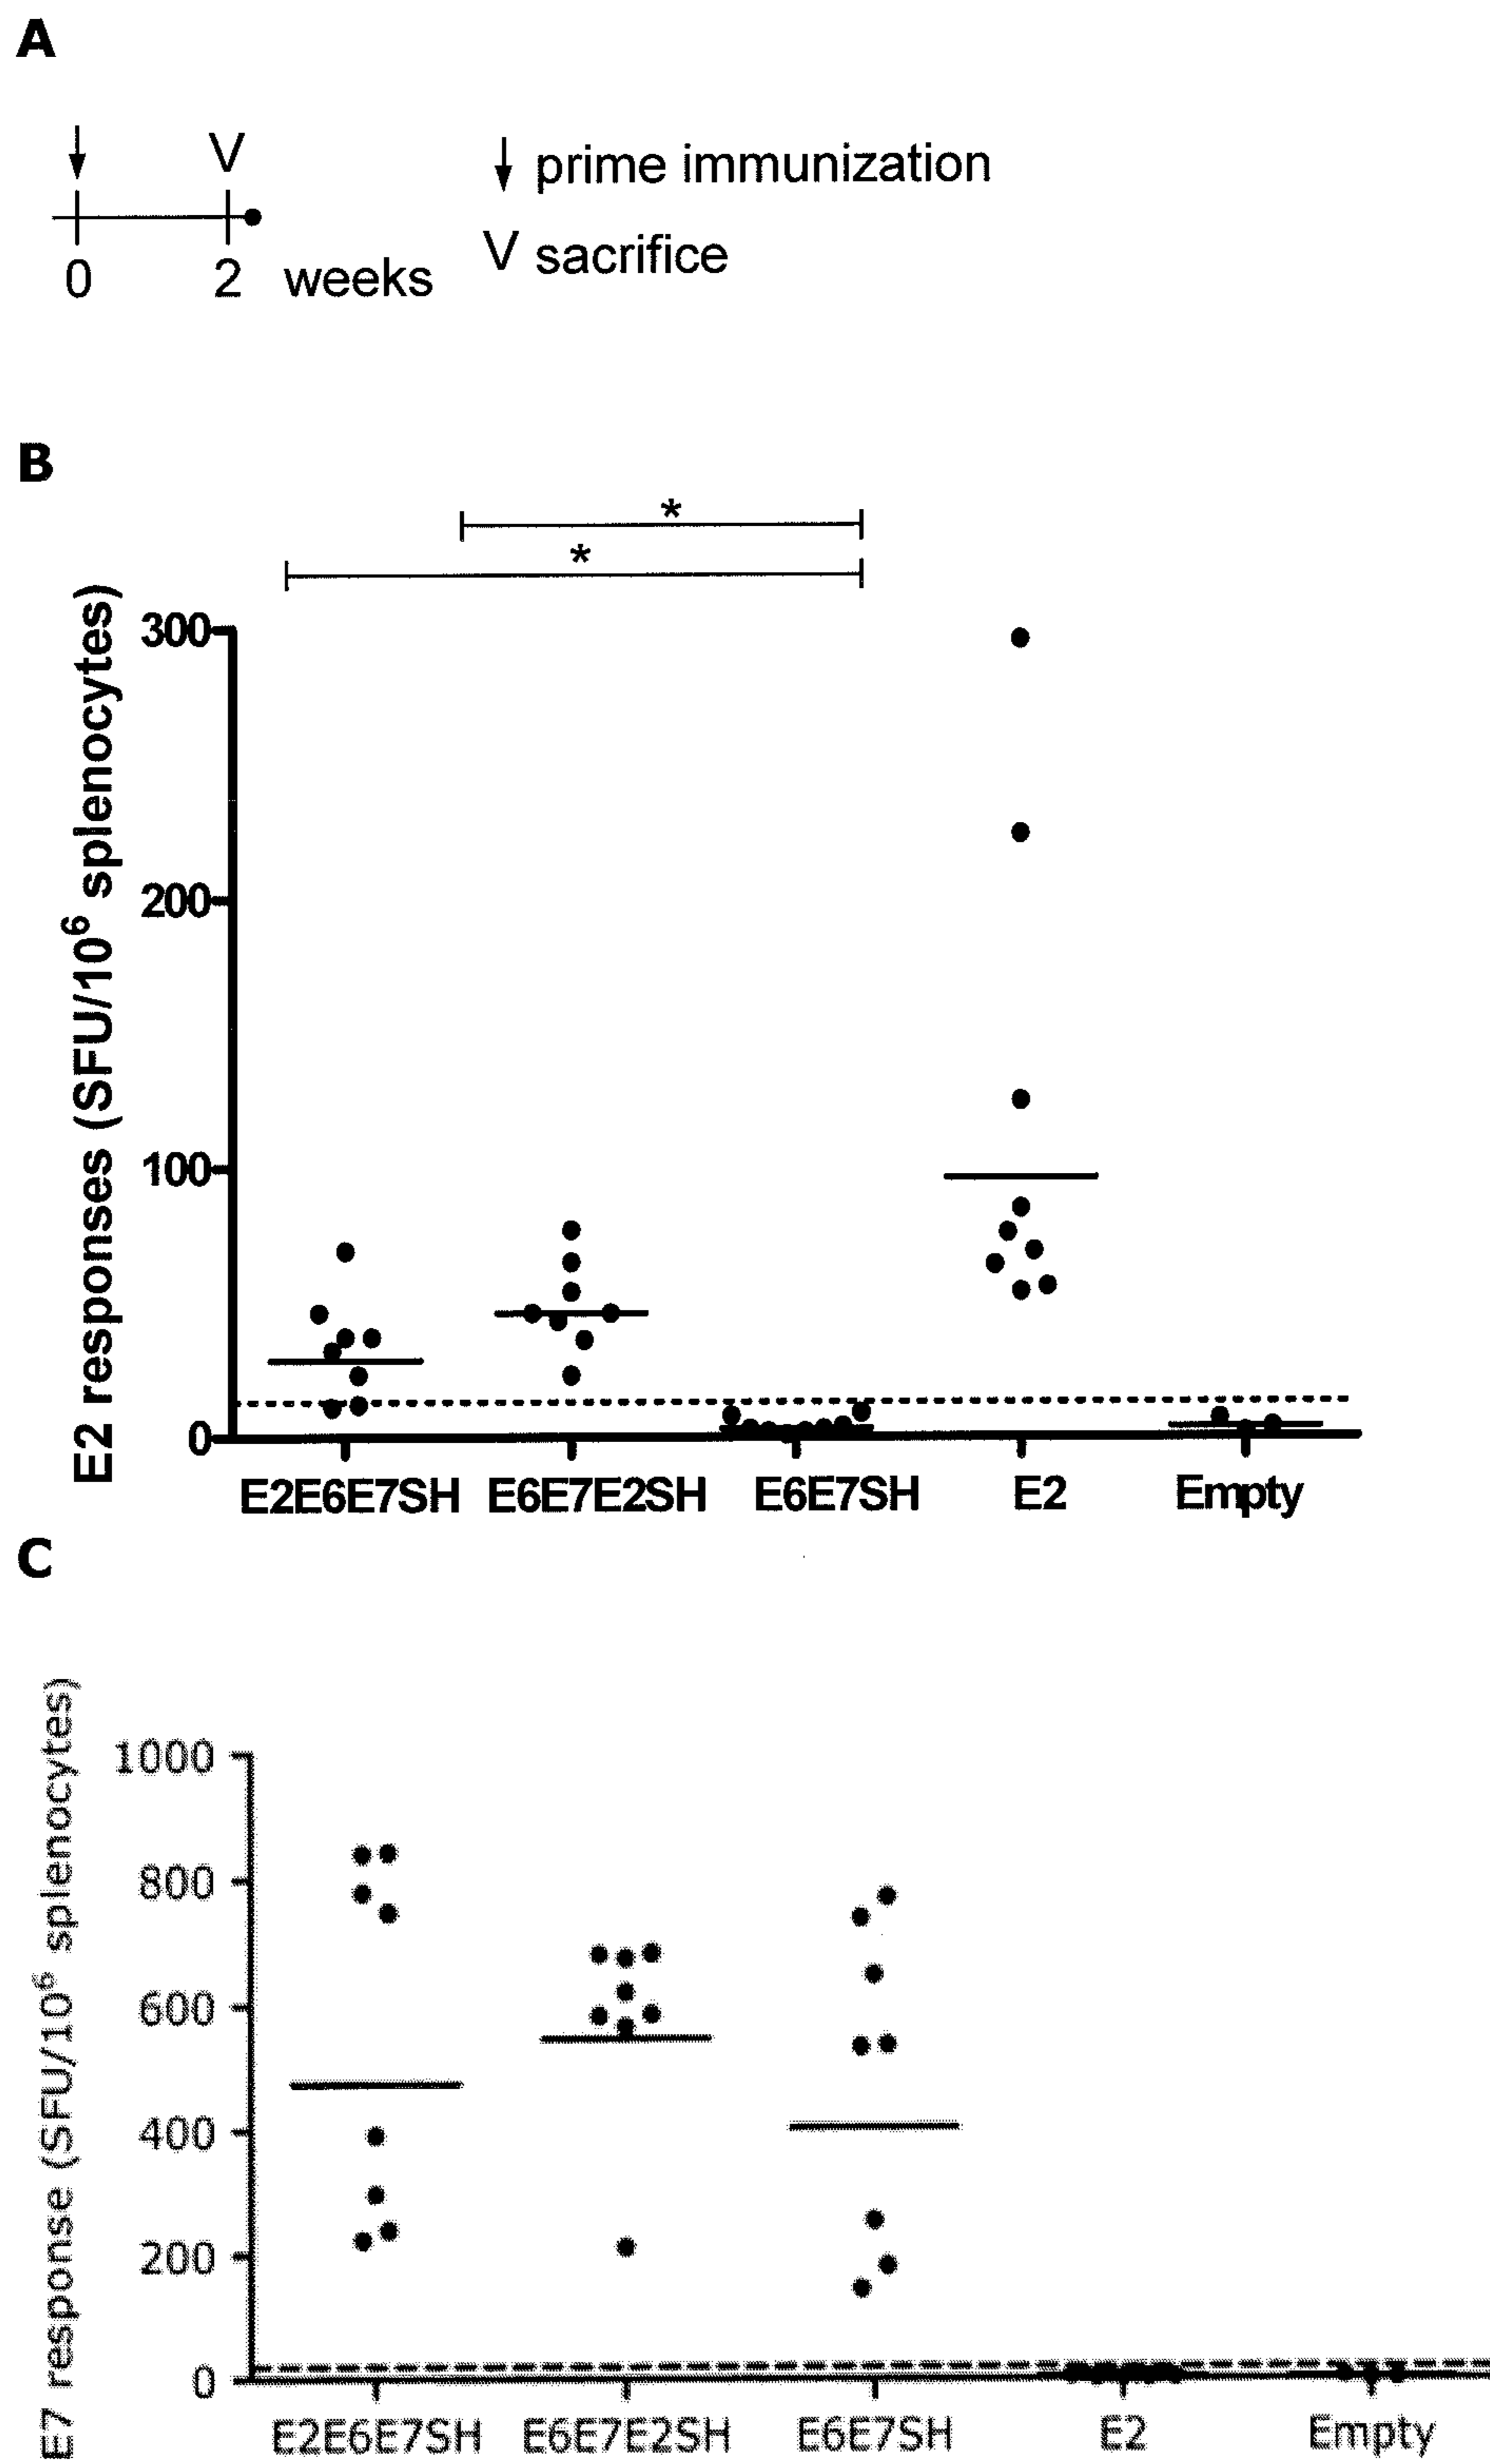 A
V
↓ prime immunization
V sacrifice
0 2 weeks
B
*
*
E2 responses (SFU/10⁶ splenocytes)
300
200
100
0
E2E6E7SH E6E7E2SH E6E7SH E2 Empty
C
E7 response (SFU/10⁶ splenocytes)
1000
800
600
400
200
0
E2E6E7SH E6E7E2SH E6E7SH E2 Empty